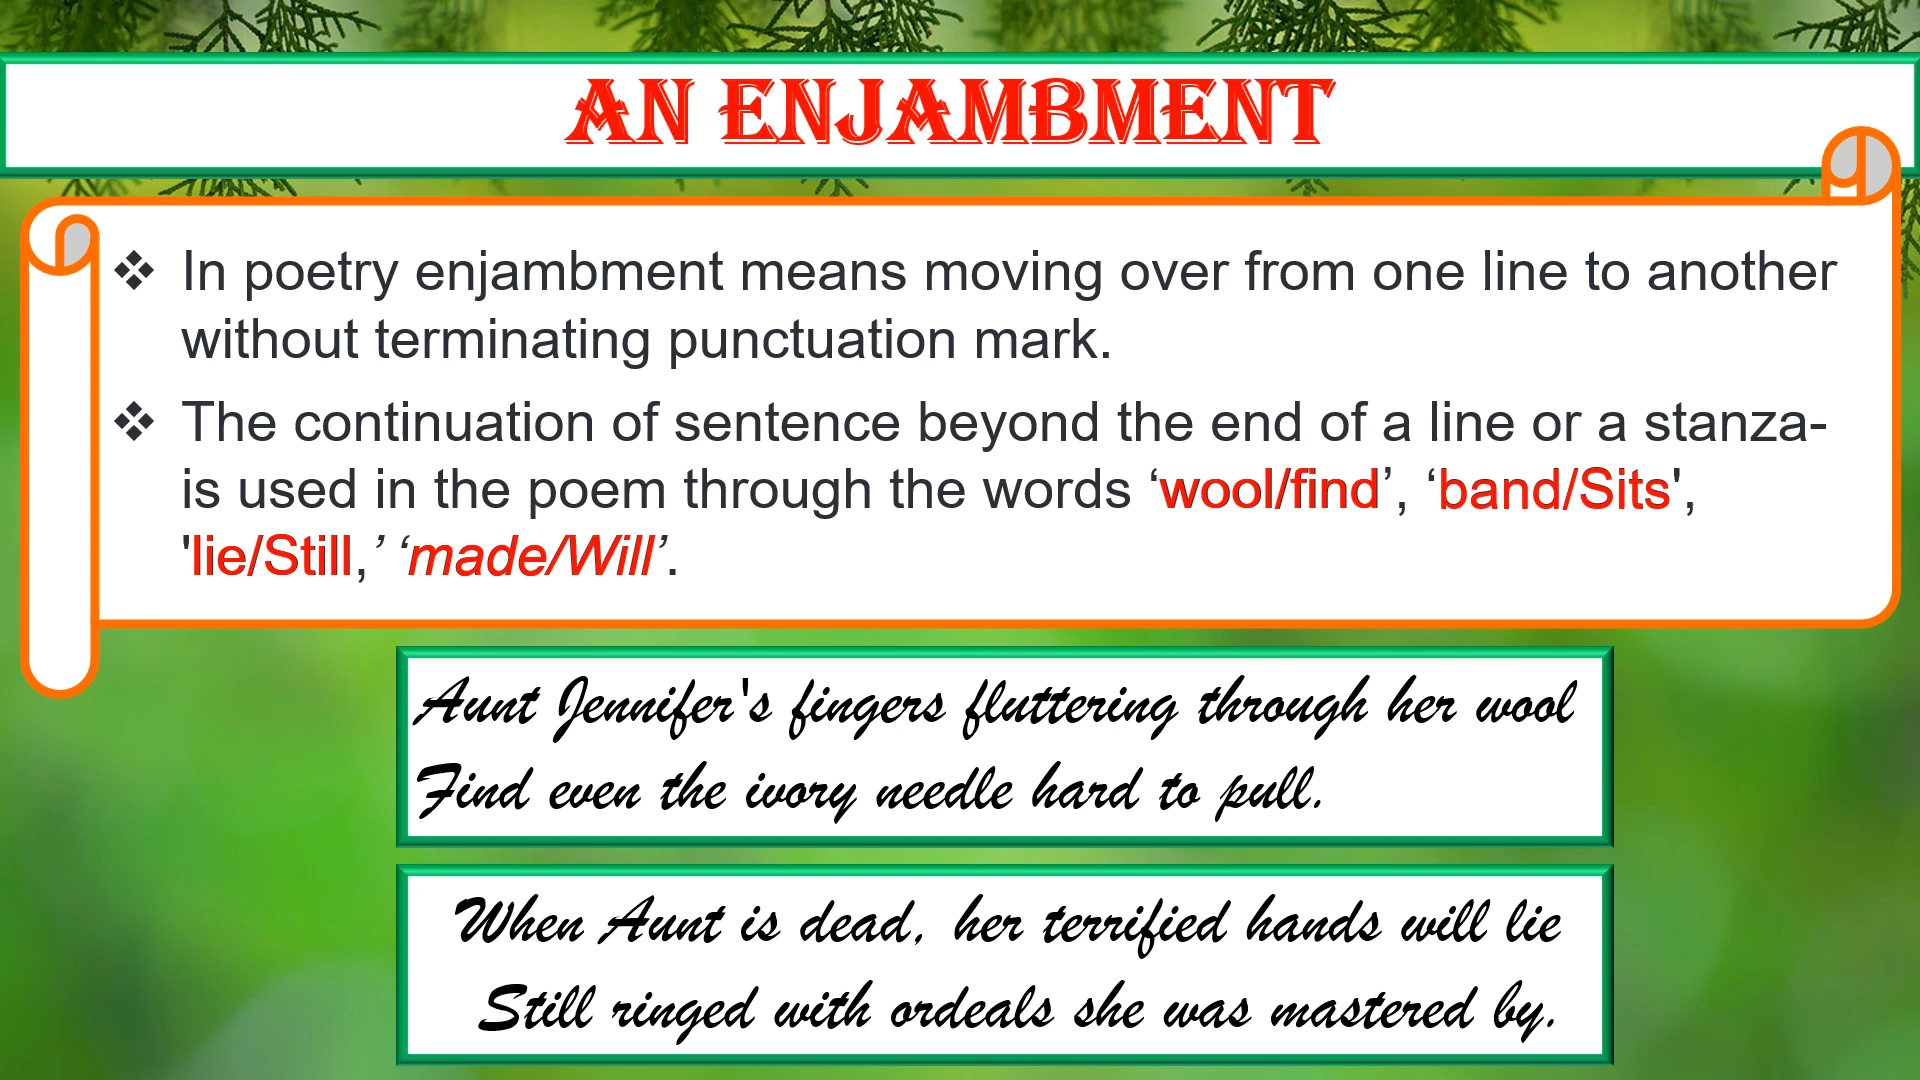 AN ENJAMBMENT
❖ In poetry enjambment means moving over from one line to another
without terminating punctuation mark.
❖ The continuation of sentence beyond the end of a line or a stanza-
is used in the poem through the words ‘wool/find’, ‘band/Sits',
'lie/Still,’ ‘made/Will’.
Aunt Jennifer's fingers fluttering through her wool
Find even the ivory needle hard to pull.
When Aunt is dead, her terrified hands will lie
Still ringed with ordeals she was mastered by.